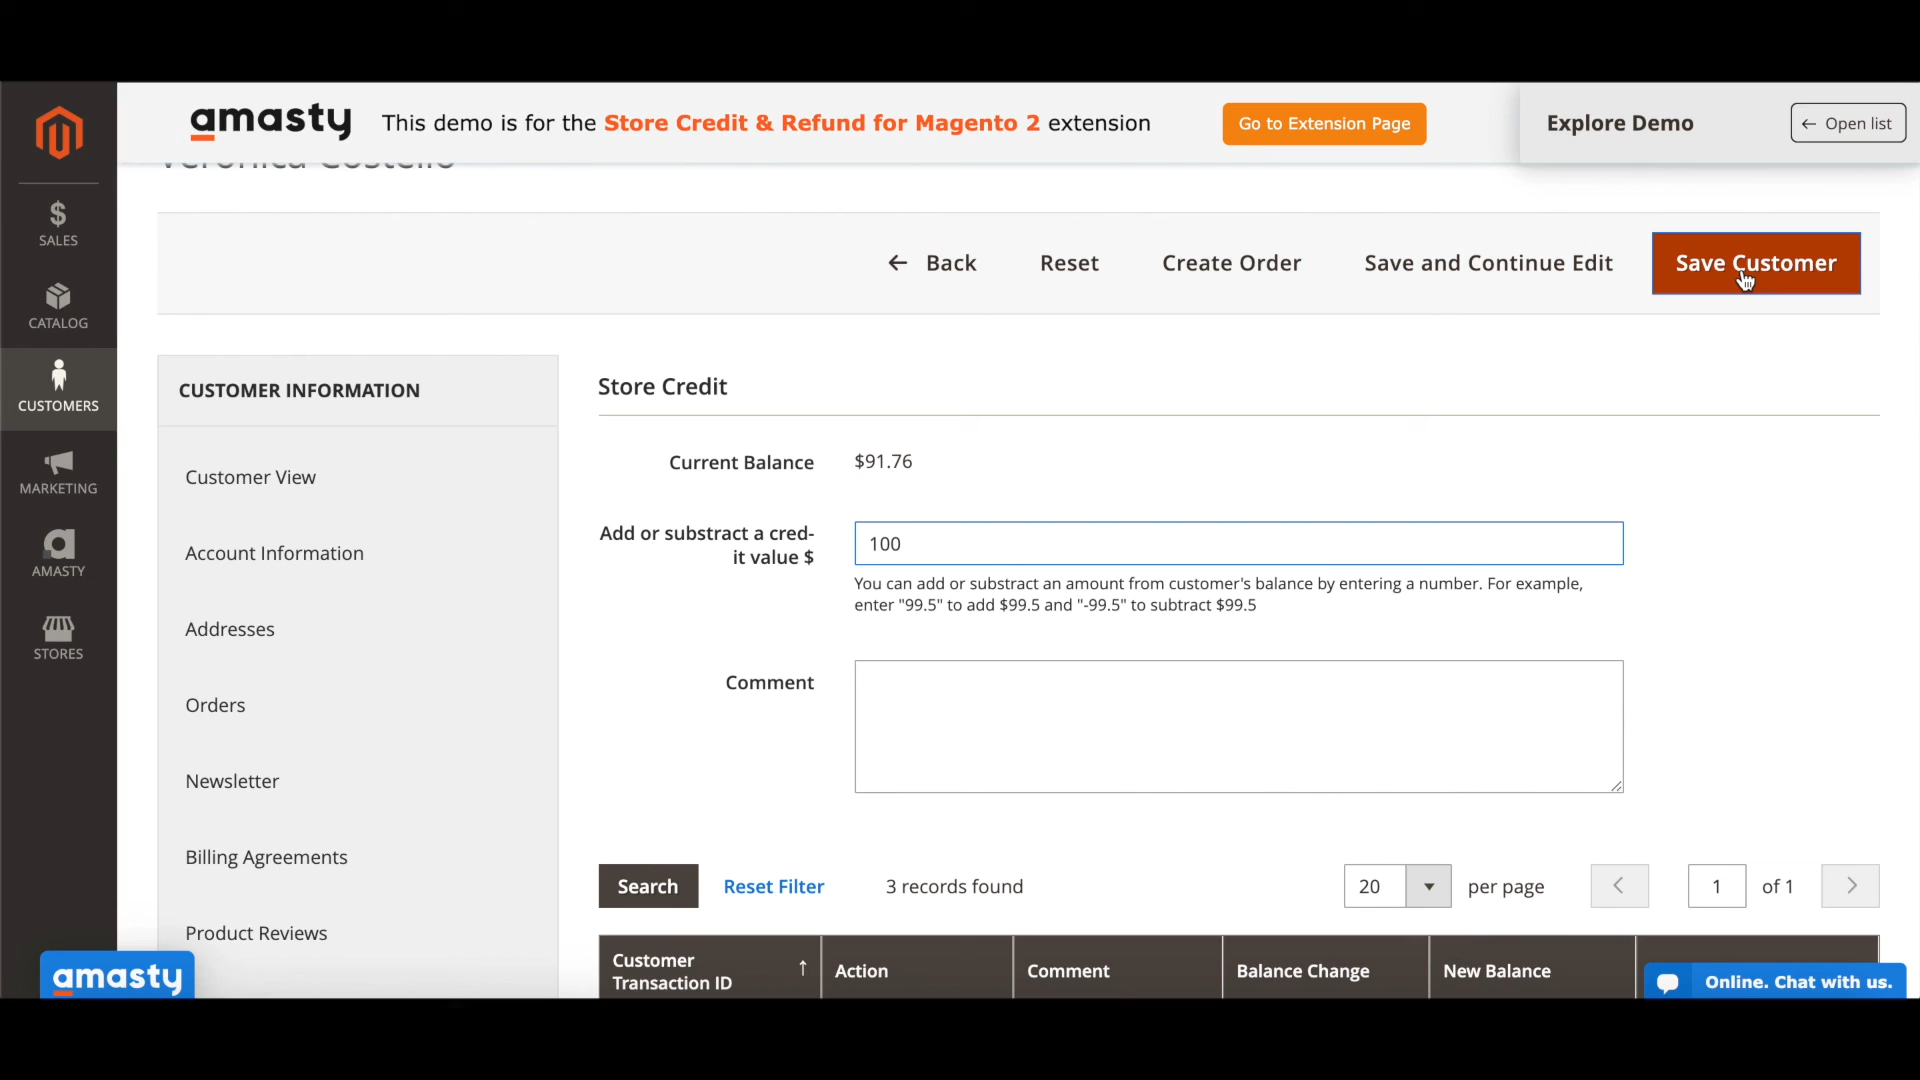 amasty This demo is for the Store Credit & Refund for Magento 2 extension Go to Extension Page Explore Demo ← Open list
Veronica Costello
$
SALES
CATALOG
CUSTOMERS
MARKETING
AMASTY
STORES
← Back Reset Create Order Save and Continue Edit Save Customer
CUSTOMER INFORMATION
Customer View
Account Information
Addresses
Orders
Newsletter
Billing Agreements
Product Reviews
Store Credit
Current Balance $91.76
Add or substract a cred-
it value $
100
You can add or substract an amount from customer's balance by entering a number. For example,
enter "99.5" to add $99.5 and "-99.5" to subtract $99.5
Comment
Search Reset Filter 3 records found 20 per page 1 of 1
Customer
Transaction ID ↑ Action Comment Balance Change New Balance
amasty
Online. Chat with us.